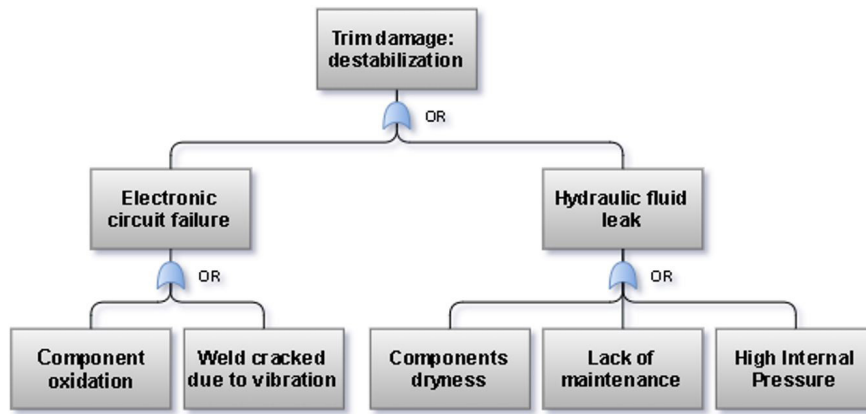 Trim damage:
destabilization
OR
Electronic
circuit failure
Hydraulic fluid
leak
OR
OR
Component
oxidation
Weld cracked
due to vibration
Components
dryness
Lack of
maintenance
High Internal
Pressure